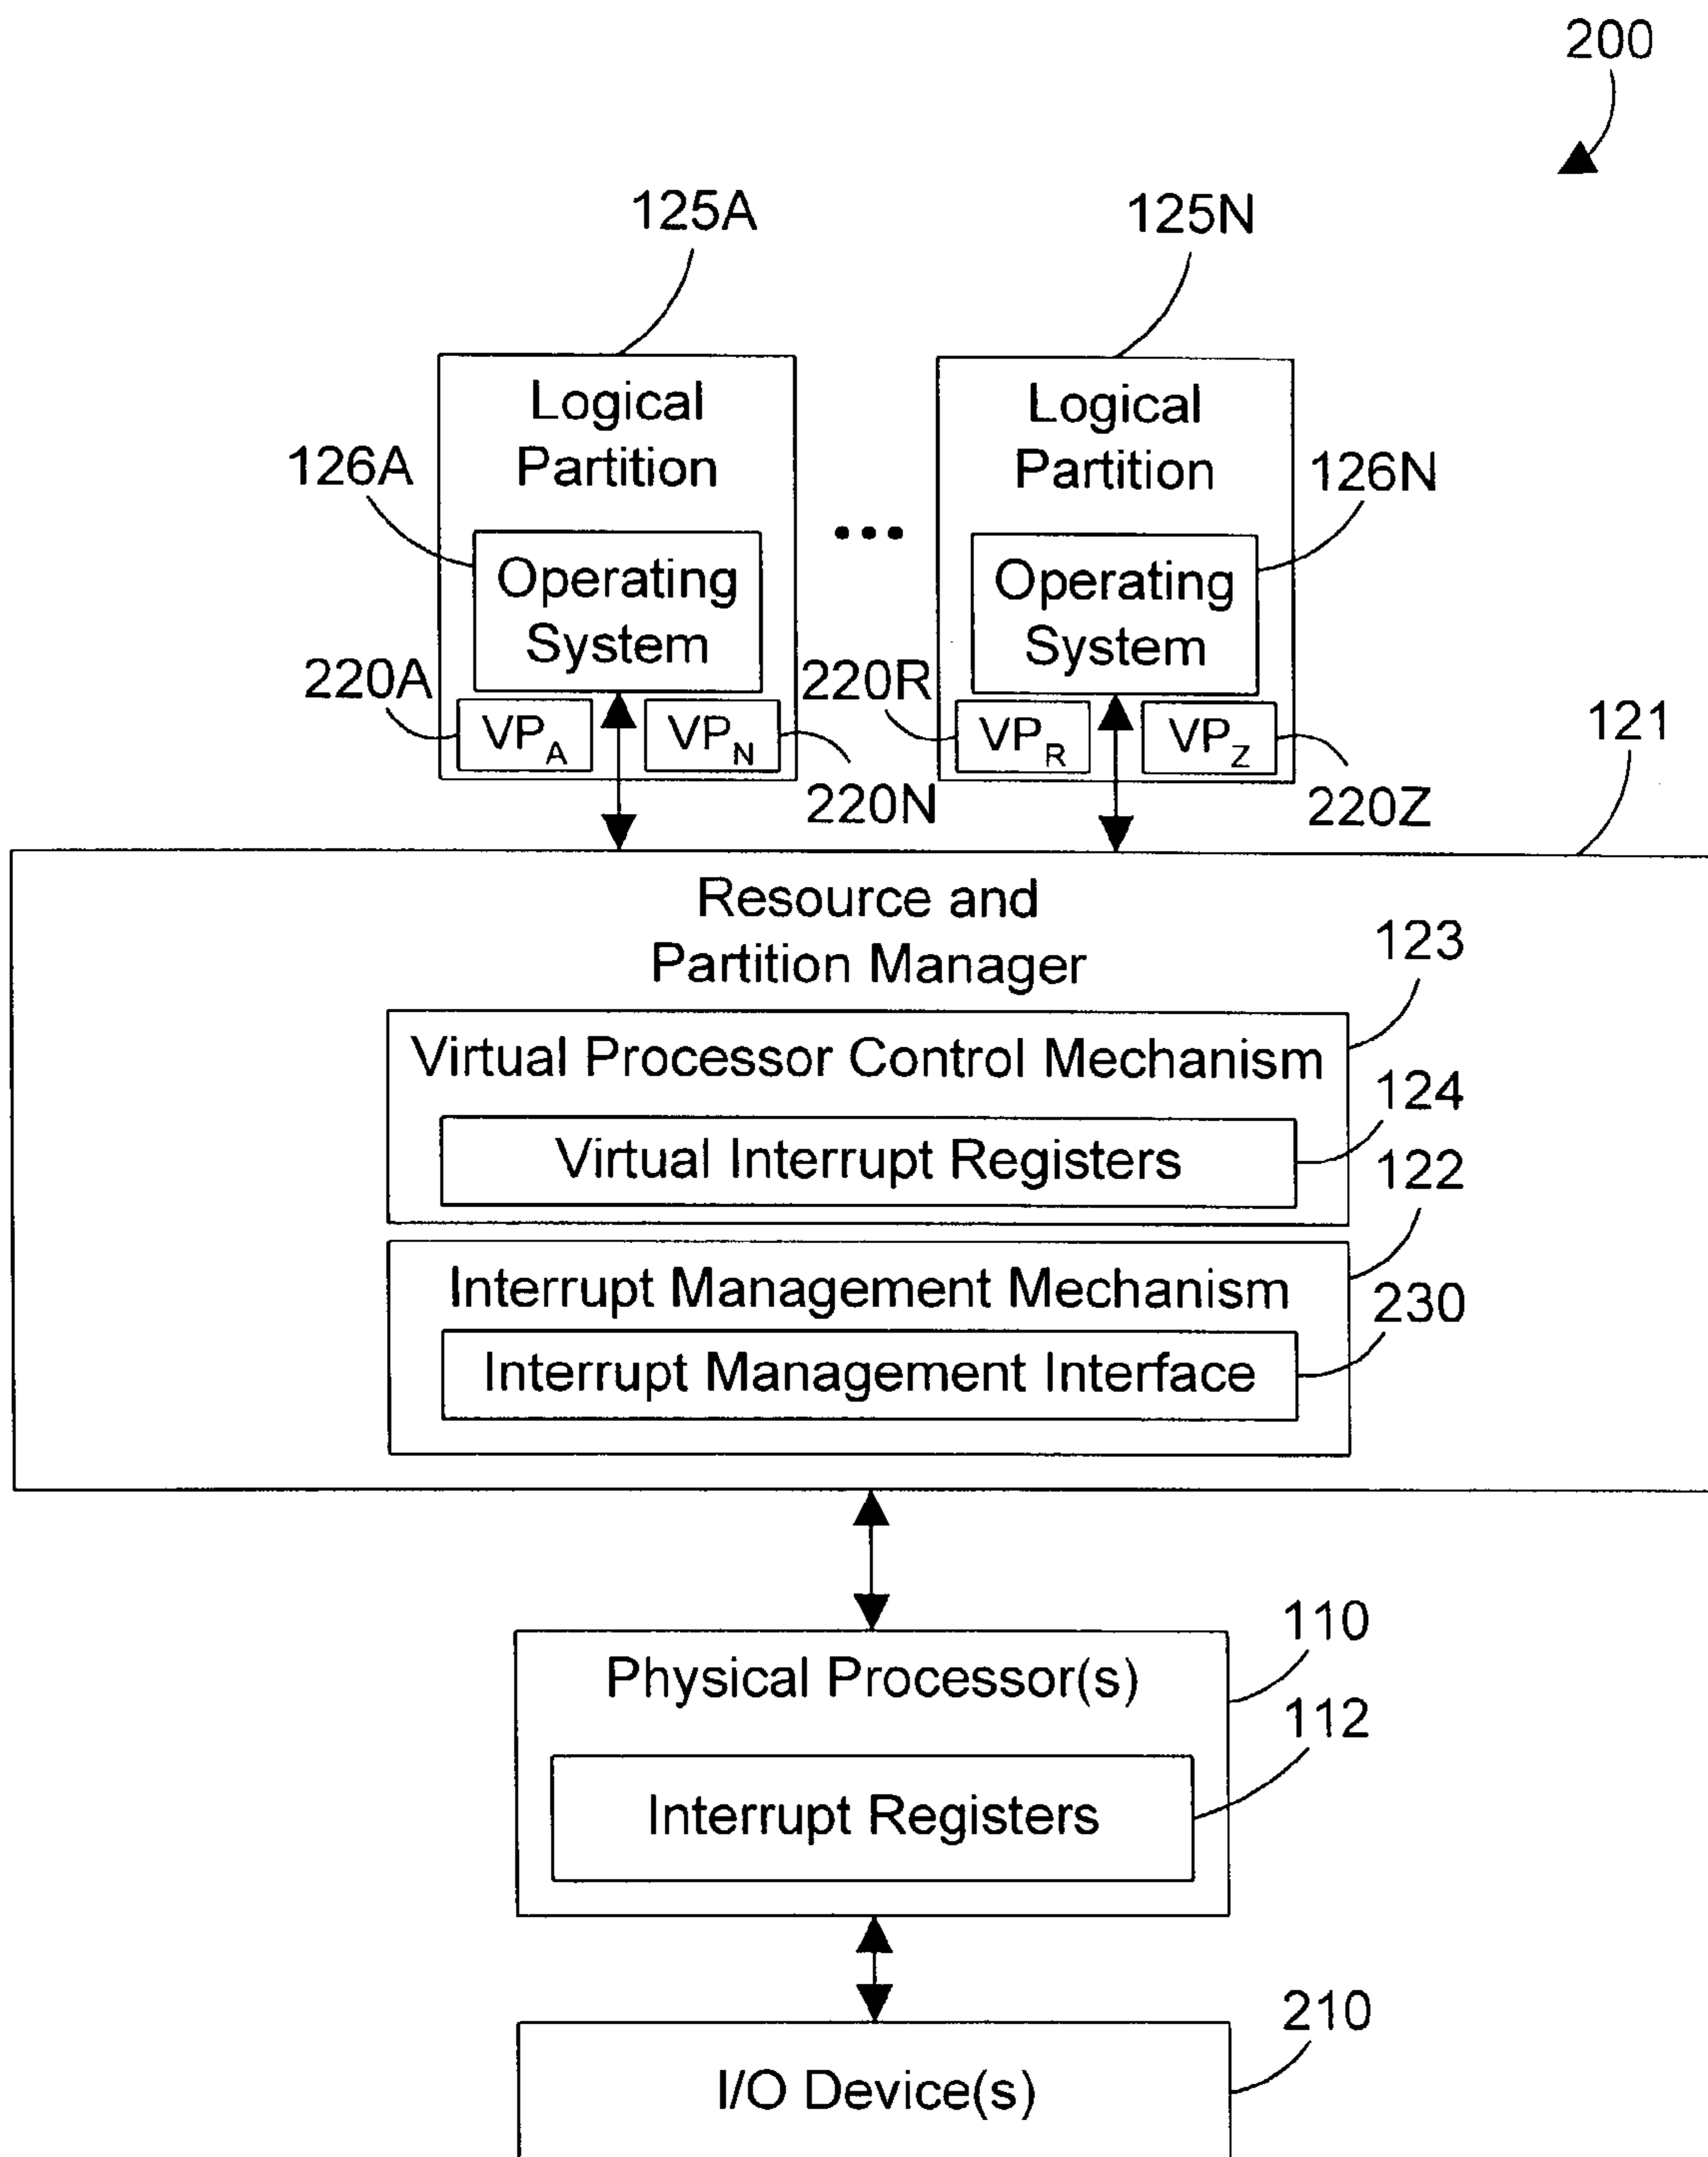 200
125A
125N
Logical
Partition
Logical
Partition
126A
126N
...
Operating
System
Operating
System
220A
220R
VPA
VPN
VPR
VPZ
220N
220Z
121
Resource and
Partition Manager
123
Virtual Processor Control Mechanism
124
Virtual Interrupt Registers
122
Interrupt Management Mechanism
230
Interrupt Management Interface
110
Physical Processor(s)
112
Interrupt Registers
210
I/O Device(s)